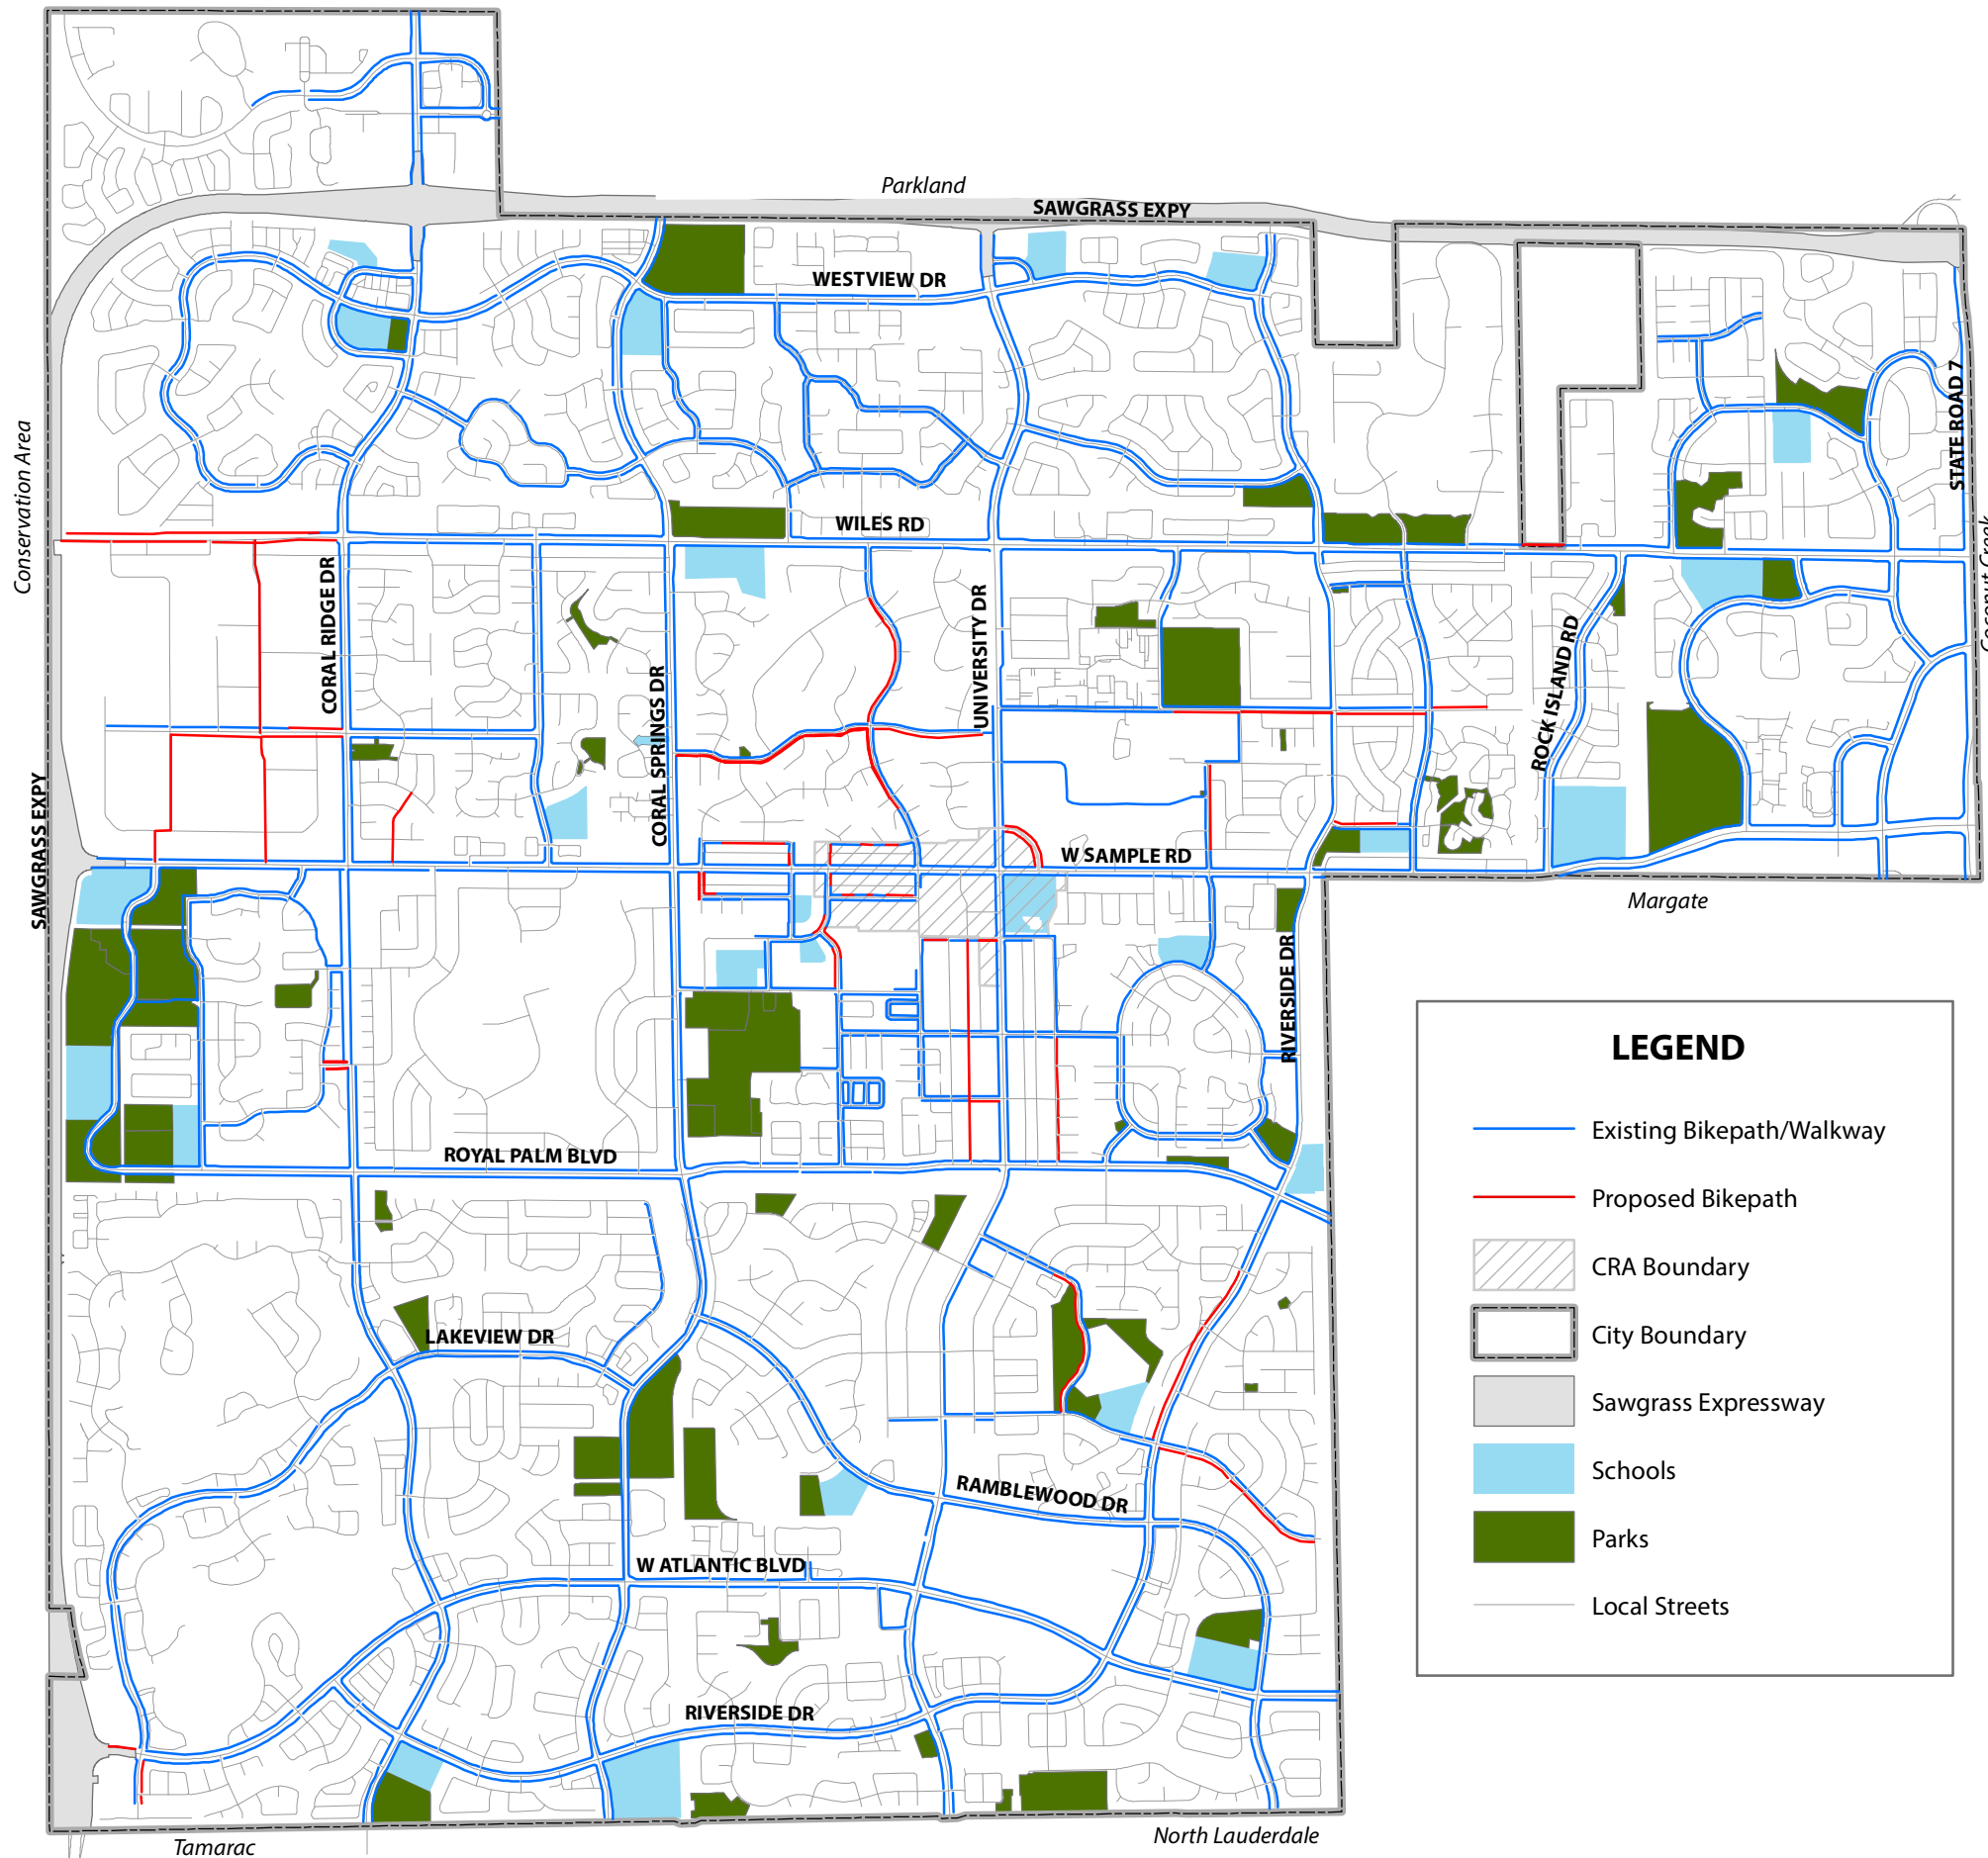 Parkland
SAWGRASS EXPY
WESTVIEW DR
STATE ROAD 7
Conservation Area
WILES RD
Coconut Creek
CORAL RIDGE DR
UNIVERSITY DR
ROCK ISLAND RD
CORAL SPRINGS DR
SAWGRASS EXPY
W SAMPLE RD
Margate
RIVERSIDE DR
ROYAL PALM BLVD
LAKEVIEW DR
RAMBLEWOOD DR
W ATLANTIC BLVD
RIVERSIDE DR
Tamarac
North Lauderdale
LEGEND
Existing Bikepath/Walkway
Proposed Bikepath
CRA Boundary
City Boundary
Sawgrass Expressway
Schools
Parks
Local Streets